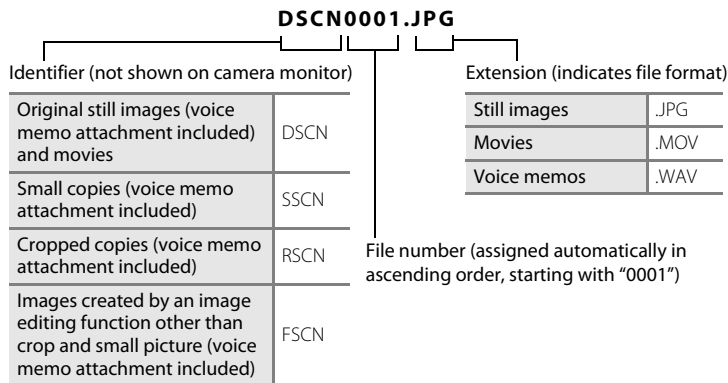 DSCN0001.JPG
Identifier (not shown on camera monitor)
Original still images (voice
memo attachment included)
and movies
DSCN
Small copies (voice memo
attachment included)
SSCN
Cropped copies (voice memo
attachment included)
RSCN
Images created by an image
editing function other than
crop and small picture (voice
memo attachment included)
FSCN
Extension (indicates file format)
Still images
.JPG
Movies
.MOV
Voice memos
.WAV
File number (assigned automatically in
ascending order, starting with “0001”)